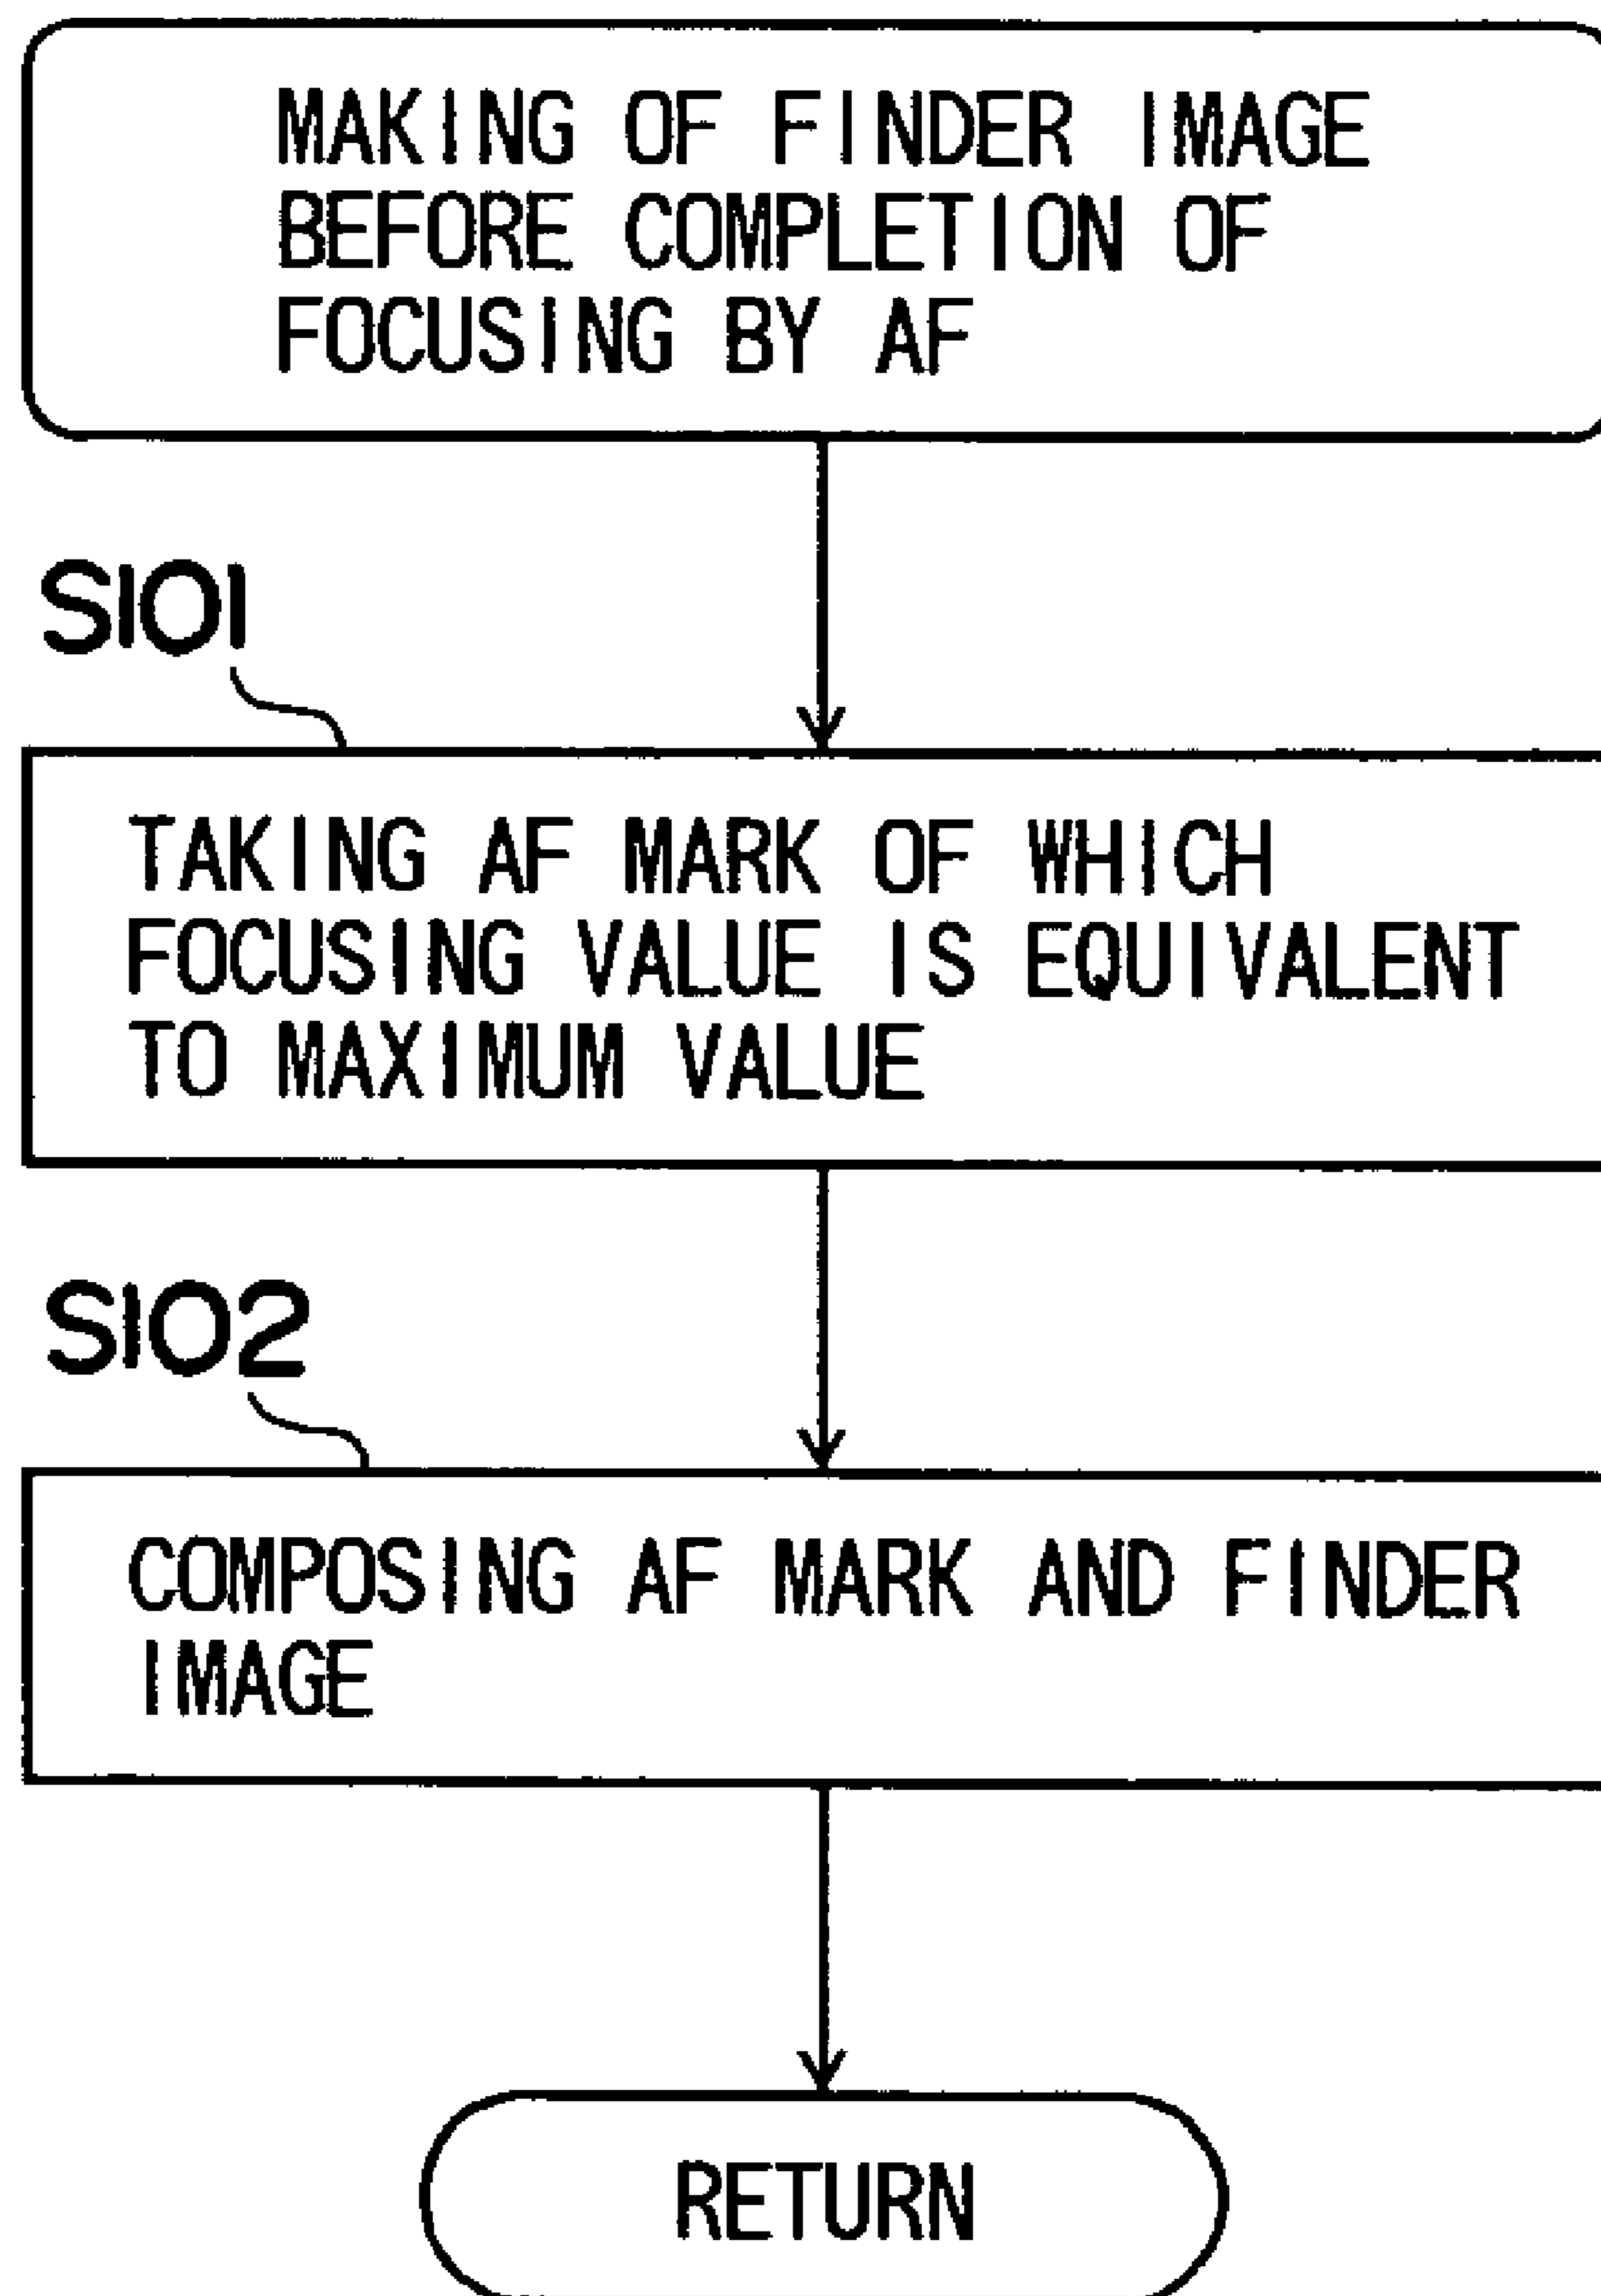 MAKING OF FINDER IMAGE
BEFORE COMPLETION OF
FOCUSING BY AF
S101
TAKING AF MARK OF WHICH
FOCUSING VALUE IS EQUIVALENT
TO MAXIMUM VALUE
S102
COMPOSING AF MARK AND FINDER
IMAGE
RETURN